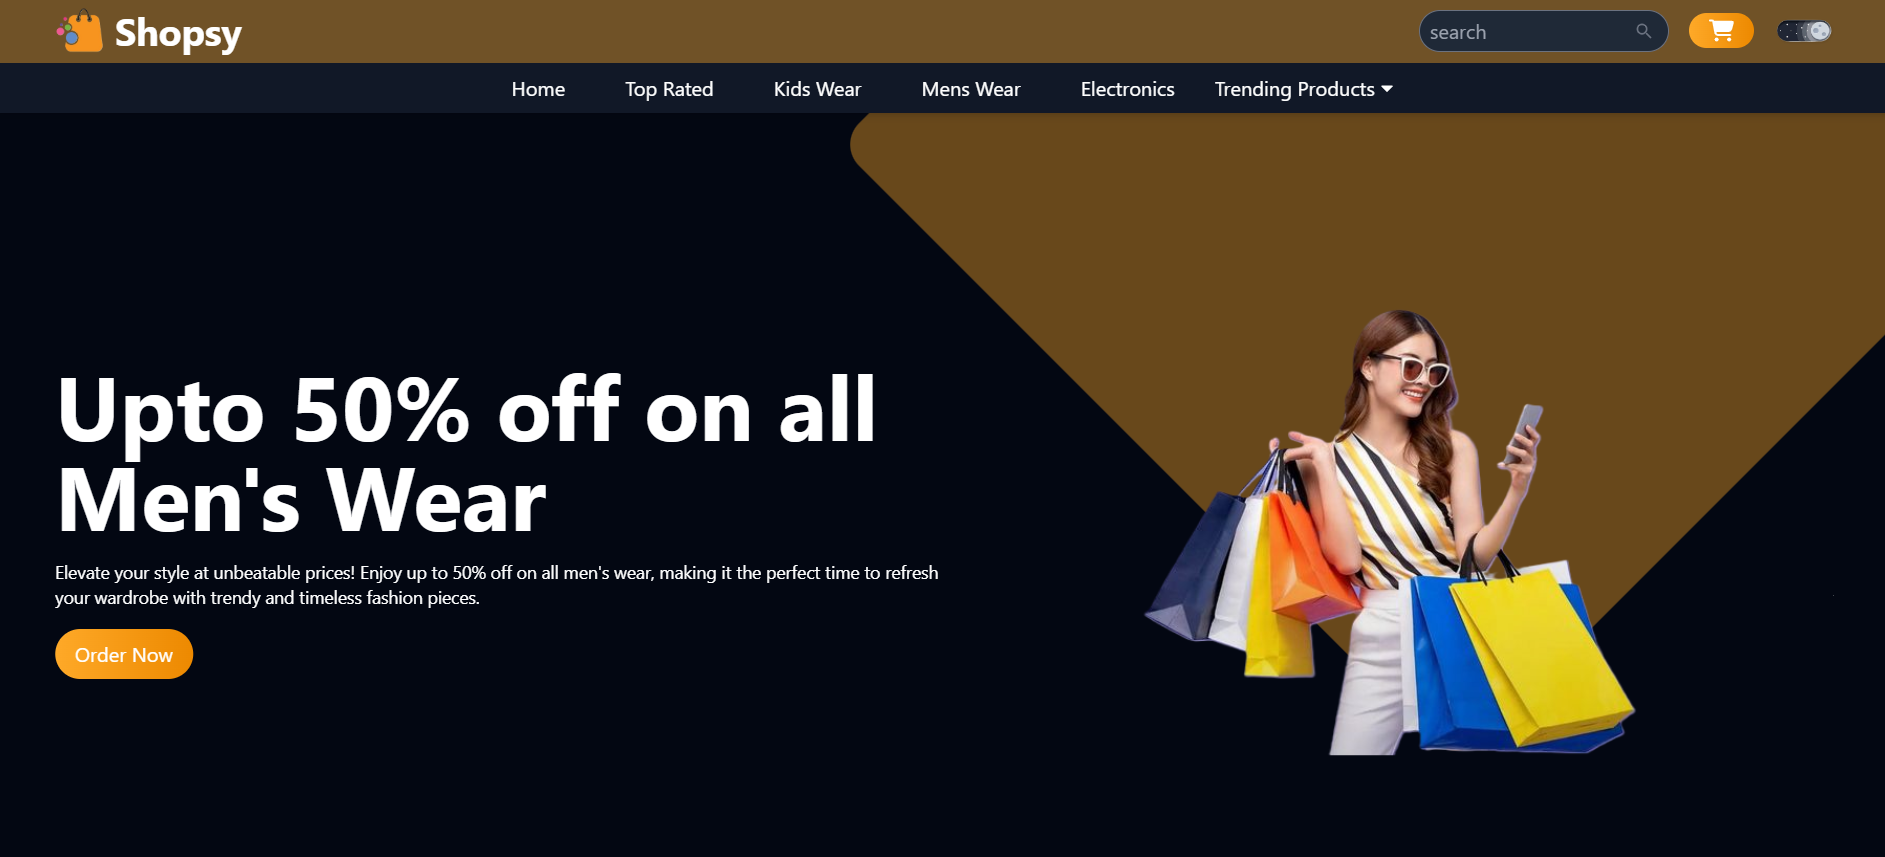 Shopsy
search
Home Top Rated Kids Wear Mens Wear Electronics Trending Products
Upto 50% off on all
Men's Wear
Elevate your style at unbeatable prices! Enjoy up to 50% off on all men's wear, making it the perfect time to refresh
your wardrobe with trendy and timeless fashion pieces.
Order Now